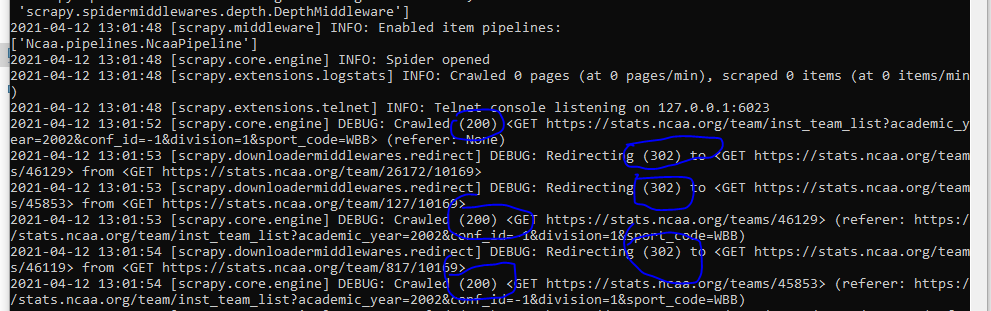 'scrapy.spidermiddlewares.depth.DepthMiddleware']
2021-04-12 13:01:48 [scrapy.middleware] INFO: Enabled item pipelines:
['Ncaa.pipelines.NcaaPipeline']
2021-04-12 13:01:48 [scrapy.core.engine] INFO: Spider opened
2021-04-12 13:01:48 [scrapy.extensions.logstats] INFO: Crawled 0 pages (at 0 pages/min), scraped 0 items (at 0 items/min
)
2021-04-12 13:01:48 [scrapy.extensions.telnet] INFO: Telnet console listening on 127.0.0.1:6023
2021-04-12 13:01:52 [scrapy.core.engine] DEBUG: Crawled (200) <GET https://stats.ncaa.org/team/inst_team_list?academic_y
ear=2002&conf_id=-1&division=1&sport_code=WBB> (referer: None)
2021-04-12 13:01:53 [scrapy.downloadermiddlewares.redirect] DEBUG: Redirecting (302) to <GET https://stats.ncaa.org/team
s/46129> from <GET https://stats.ncaa.org/team/26172/10169>
2021-04-12 13:01:53 [scrapy.downloadermiddlewares.redirect] DEBUG: Redirecting (302) to <GET https://stats.ncaa.org/team
s/45853> from <GET https://stats.ncaa.org/team/127/10169>
2021-04-12 13:01:53 [scrapy.core.engine] DEBUG: Crawled (200) <GET https://stats.ncaa.org/teams/46129> (referer: https:/
/stats.ncaa.org/team/inst_team_list?academic_year=2002&conf_id=-1&division=1&sport_code=WBB)
2021-04-12 13:01:54 [scrapy.downloadermiddlewares.redirect] DEBUG: Redirecting (302) to <GET https://stats.ncaa.org/team
s/46119> from <GET https://stats.ncaa.org/team/817/10169>
2021-04-12 13:01:54 [scrapy.core.engine] DEBUG: Crawled (200) <GET https://stats.ncaa.org/teams/45853> (referer: https:/
/stats.ncaa.org/team/inst_team_list?academic_year=2002&conf_id=-1&division=1&sport_code=WBB)